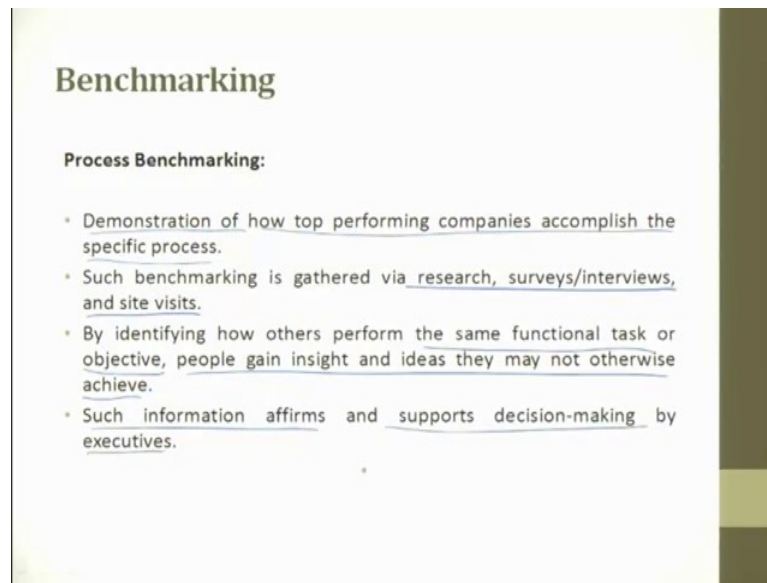 Benchmarking
Process Benchmarking:
• Demonstration of how top performing companies accomplish the
specific process.
• Such benchmarking is gathered via research, surveys/interviews,
and site visits.
• By identifying how others perform the same functional task or
objective, people gain insight and ideas they may not otherwise
achieve.
• Such information affirms and supports decision-making by
executives.